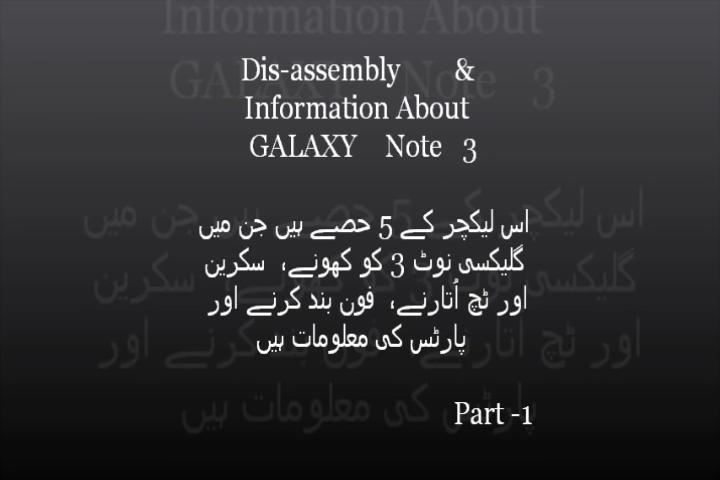 Dis-assembly &
Information About
GALAXY Note 3
اس لیکچر کے 5 حصے ہیں جن میں
گلیکسی نوٹ 3 کو کھونے، سکرین
اور ٹچ اُتارنے، فون بند کرنے اور
پارٹس کی معلومات ہیں
Part -1